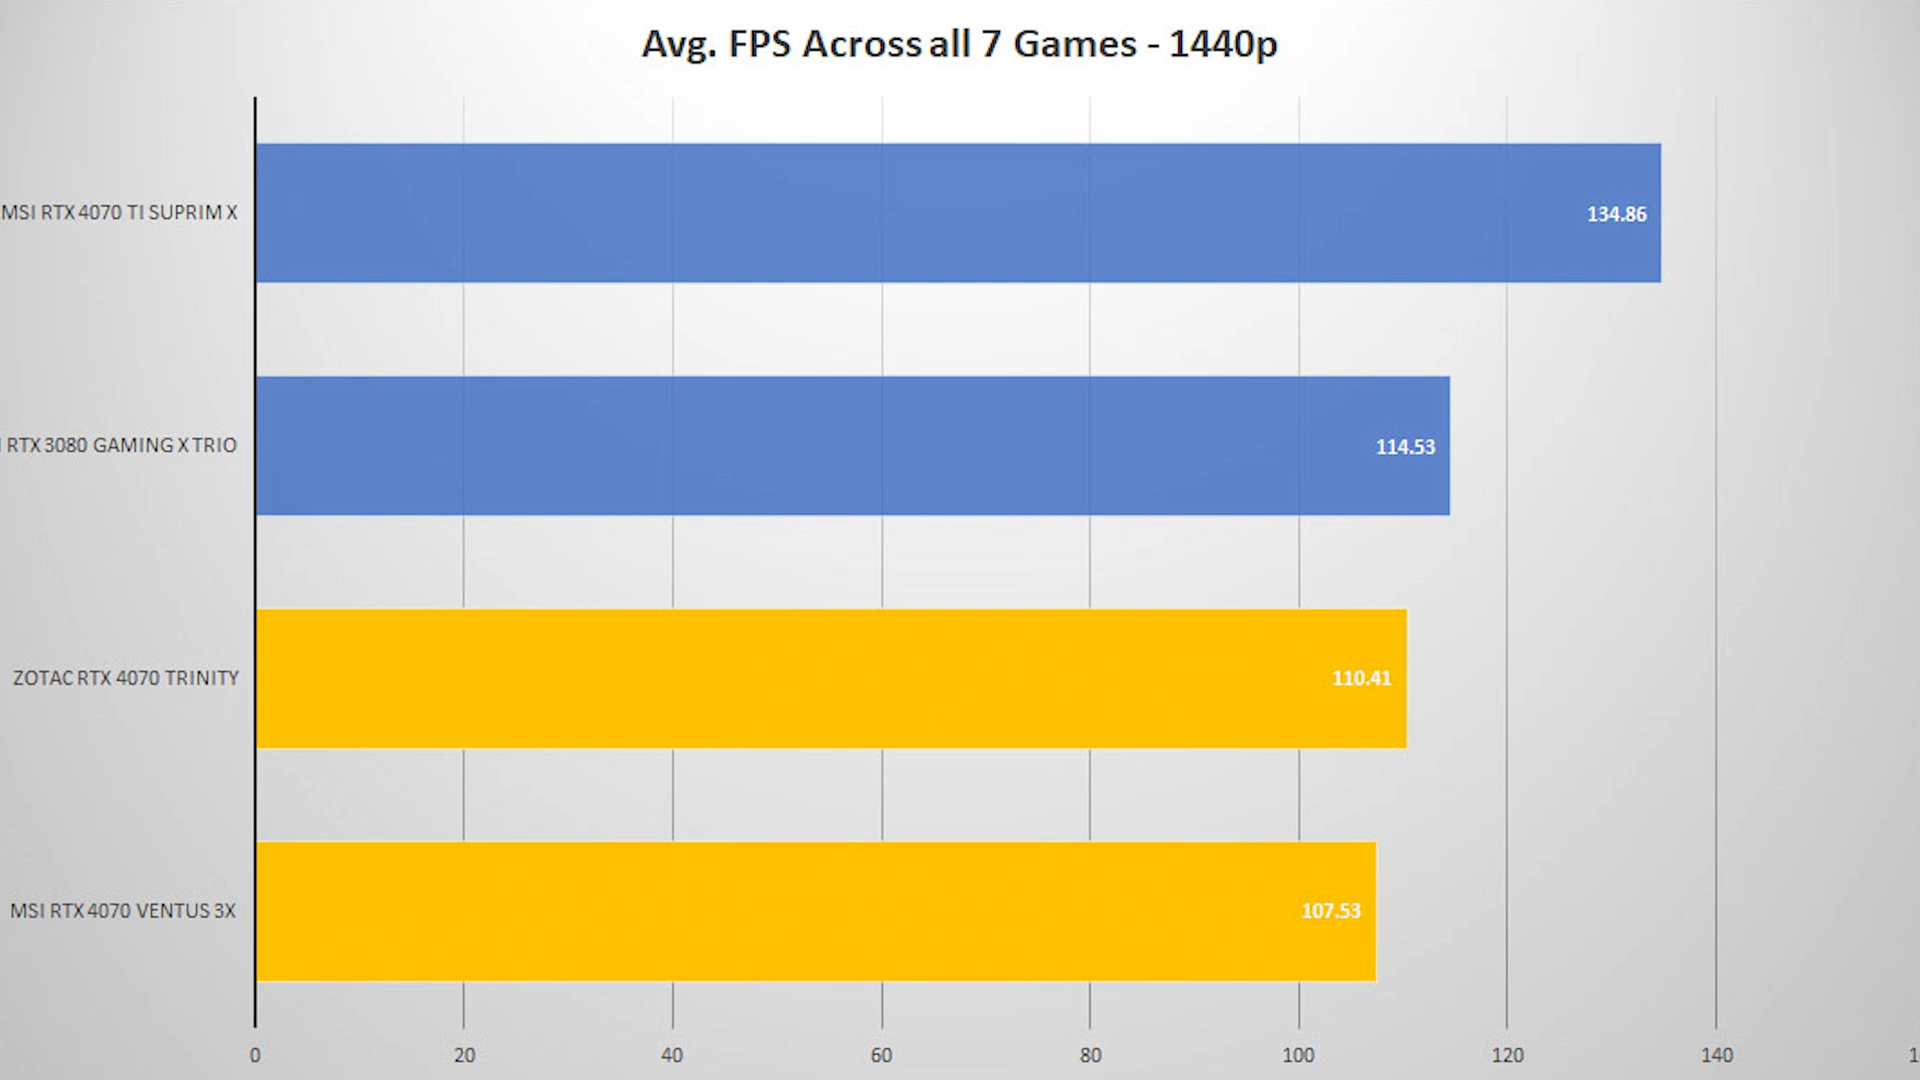 Avg. FPS Across all 7 Games - 1440p
MSI RTX 4070 TI SUPRIM X
134.86
RTX 3080 GAMING X TRIO
114.53
ZOTAC RTX 4070 TRINITY
110.41
MSI RTX 4070 VENTUS 3X
107.53
0 20 40 60 80 100 120 140